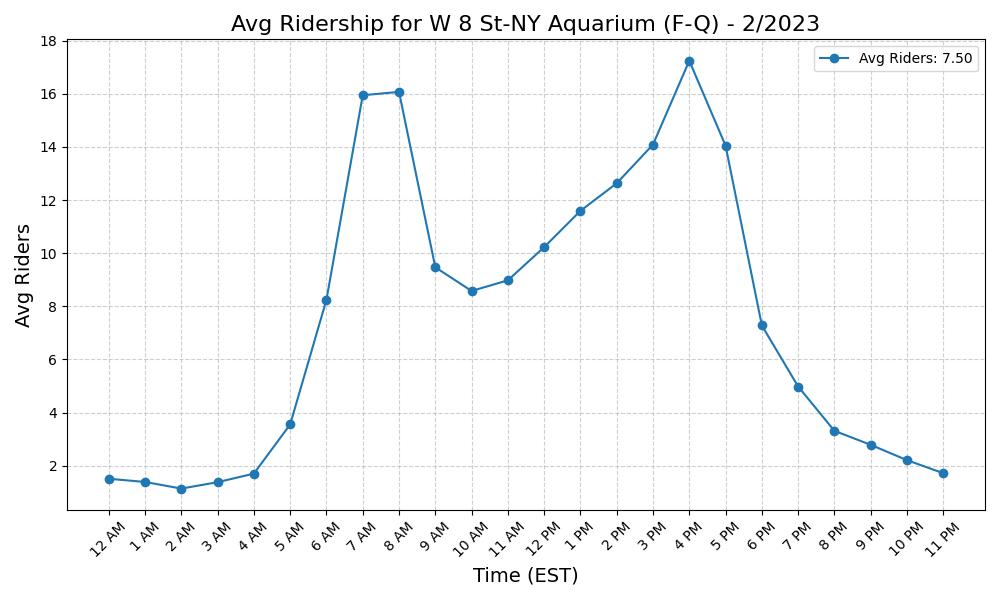 Avg Ridership for W 8 St-NY Aquarium (F-Q) - 2/2023
Avg Riders: 7.50
Avg Riders
18
16
14
12
10
8
6
4
2
12 AM
1 AM
2 AM
3 AM
4 AM
5 AM
6 AM
7 AM
8 AM
9 AM
10 AM
11 AM
12 PM
1 PM
2 PM
3 PM
4 PM
5 PM
6 PM
7 PM
8 PM
9 PM
10 PM
11 PM
Time (EST)